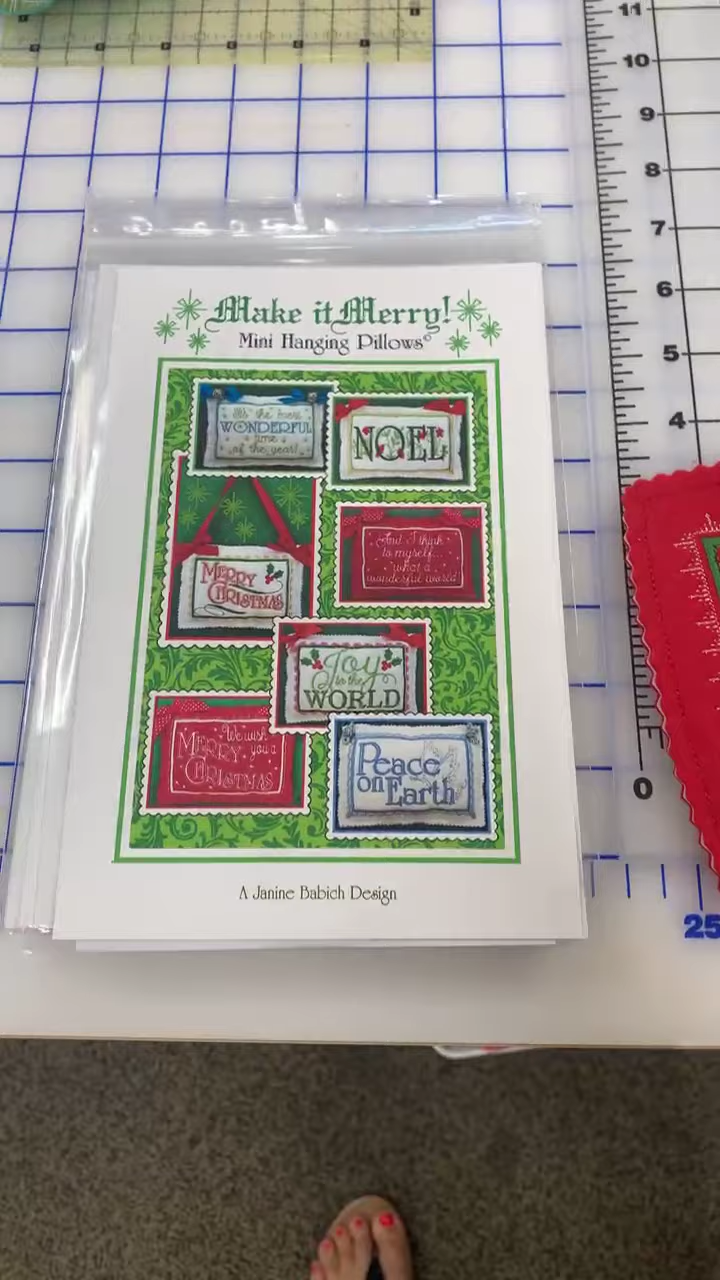 Make it Merry!
Mini Hanging Pillows©
It's the most
WONDERFUL
time
of the year!
NOEL
MERRY
CHRISTMAS
And I think
to myself...
what a
wonderful world
Joy
to the
WORLD
We wish
you a
MERRY
CHRISTMAS
Peace
on
Earth
A Janine Babich Design
11
10
9
8
7
6
5
4
0
25